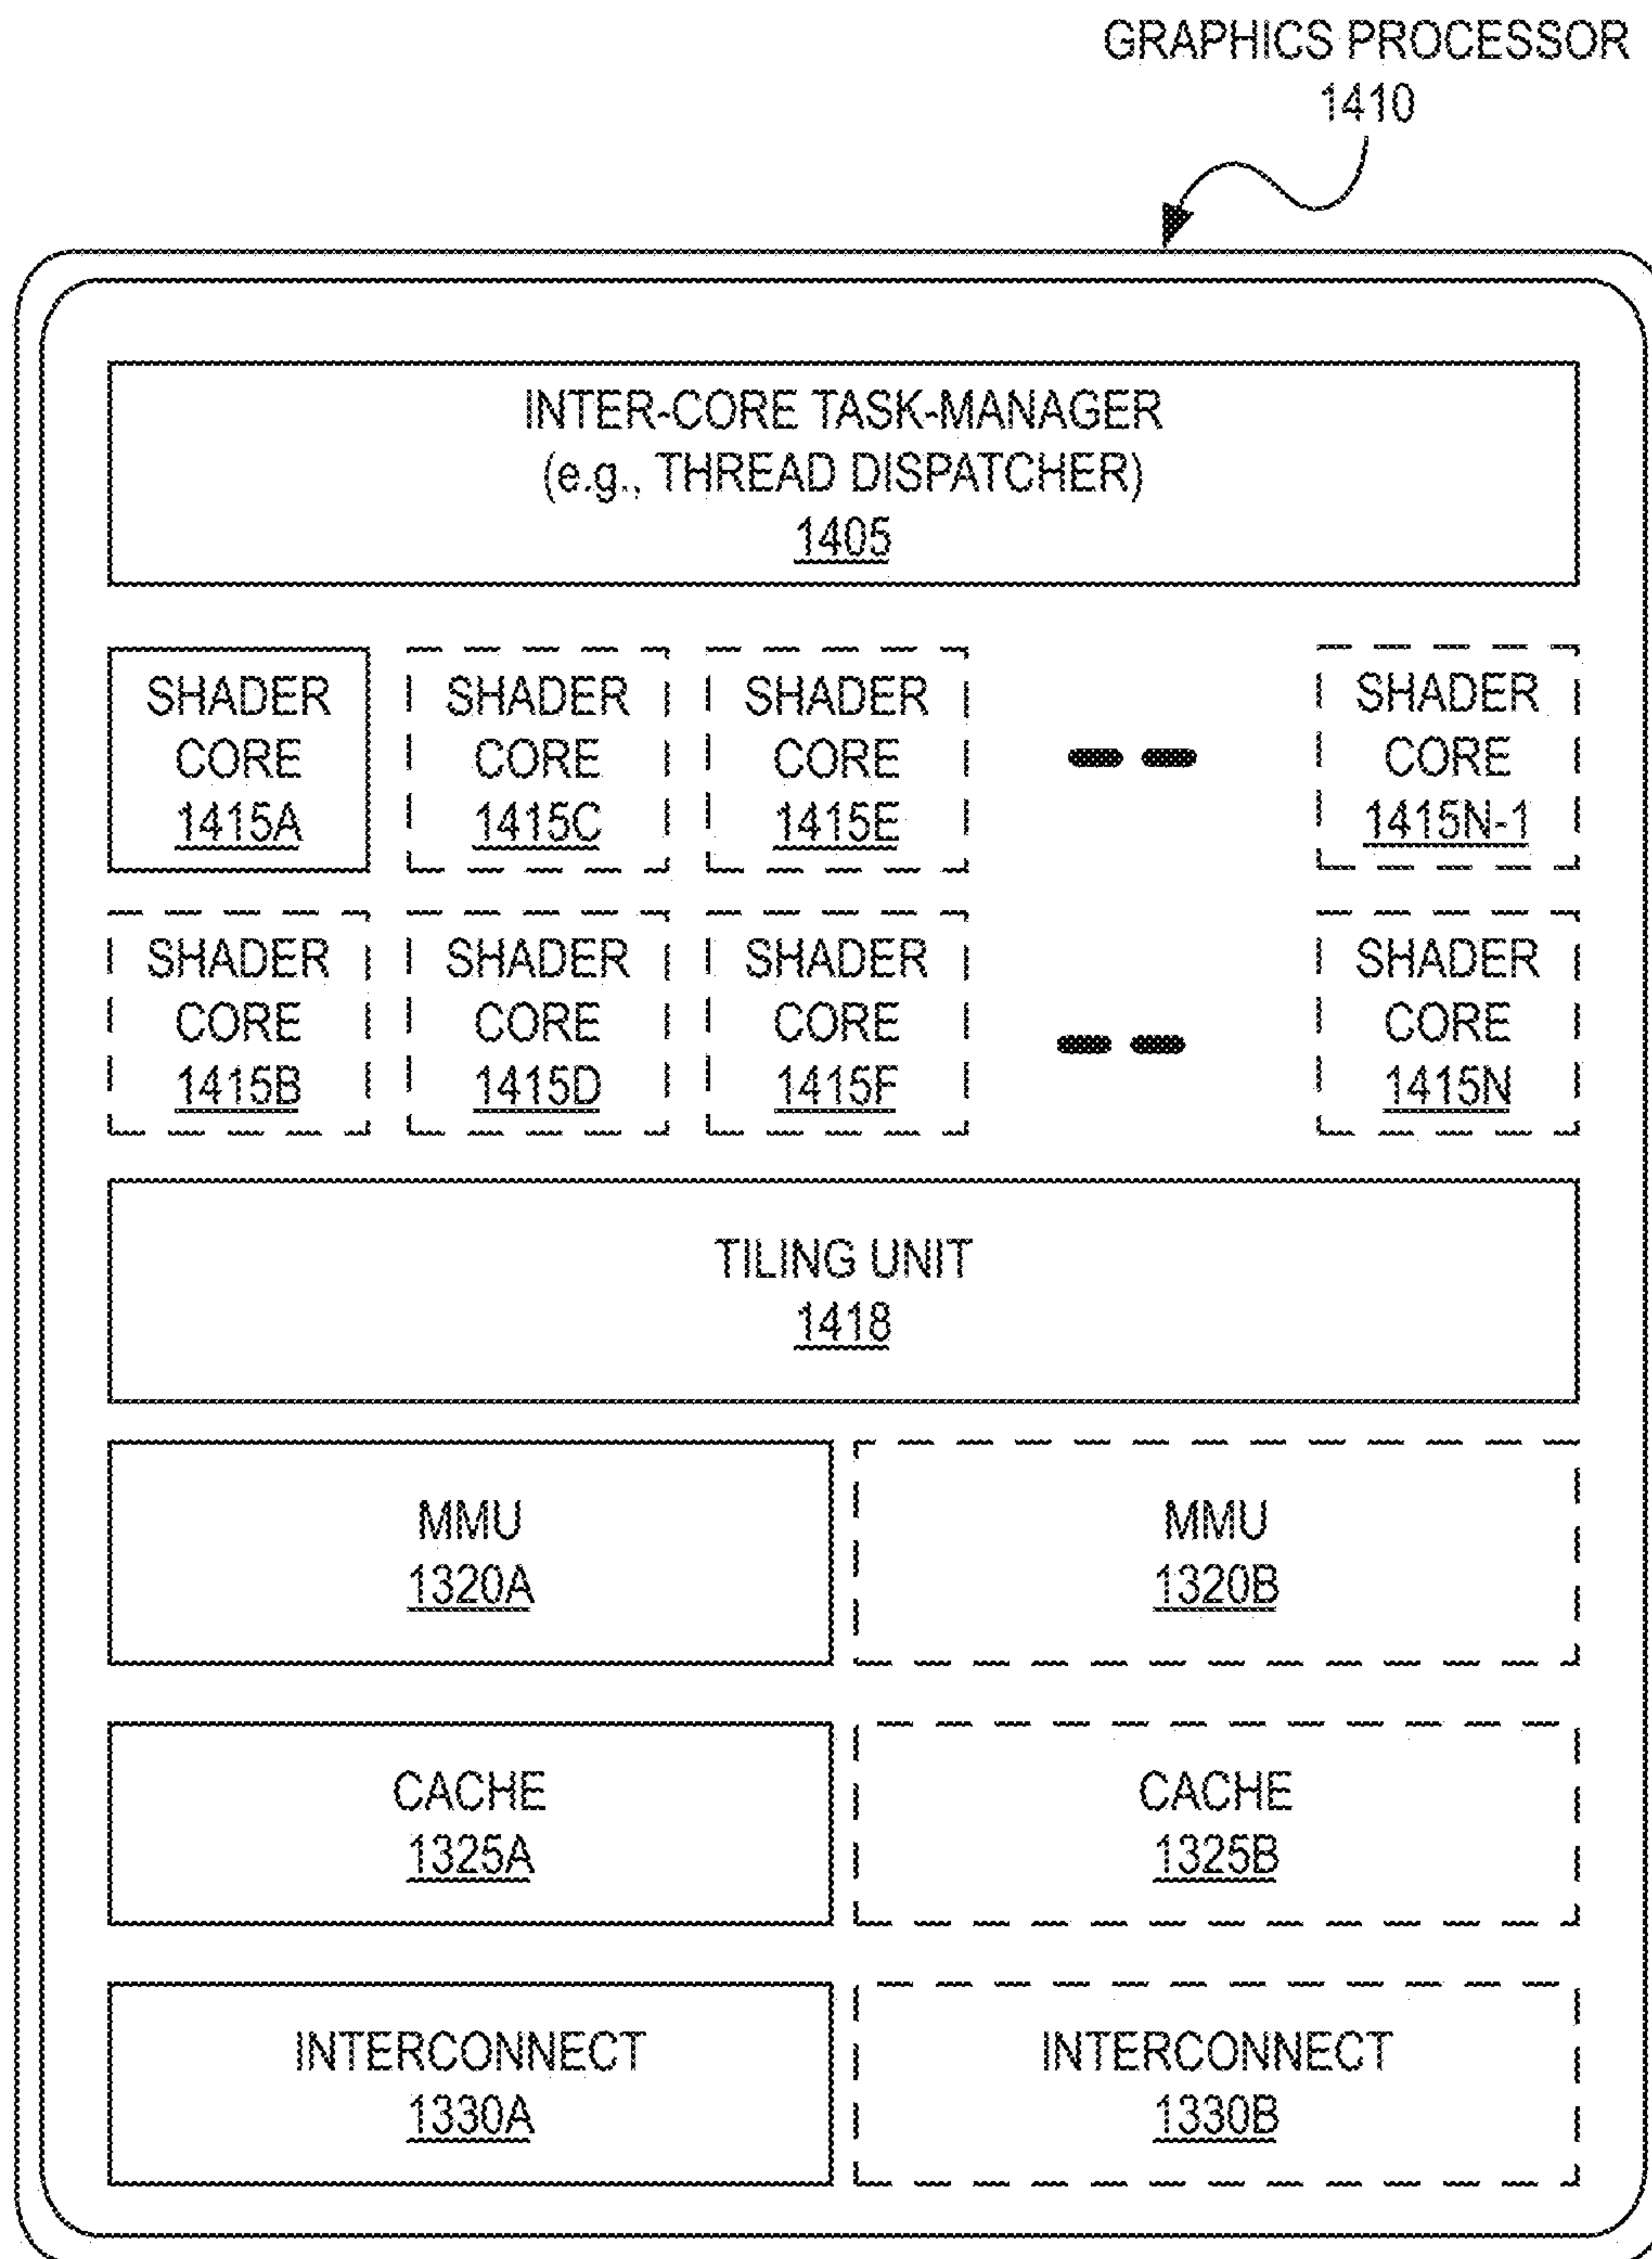 GRAPHICS PROCESSOR
1410
INTER-CORE TASK-MANAGER
(e.g., THREAD DISPATCHER)
1405
SHADER
CORE
1415A
SHADER
CORE
1415C
SHADER
CORE
1415E
SHADER
CORE
1415N-1
SHADER
CORE
1415B
SHADER
CORE
1415D
SHADER
CORE
1415F
SHADER
CORE
1415N
TILING UNIT
1418
MMU
1320A
MMU
1320B
CACHE
1325A
CACHE
1325B
INTERCONNECT
1330A
INTERCONNECT
1330B